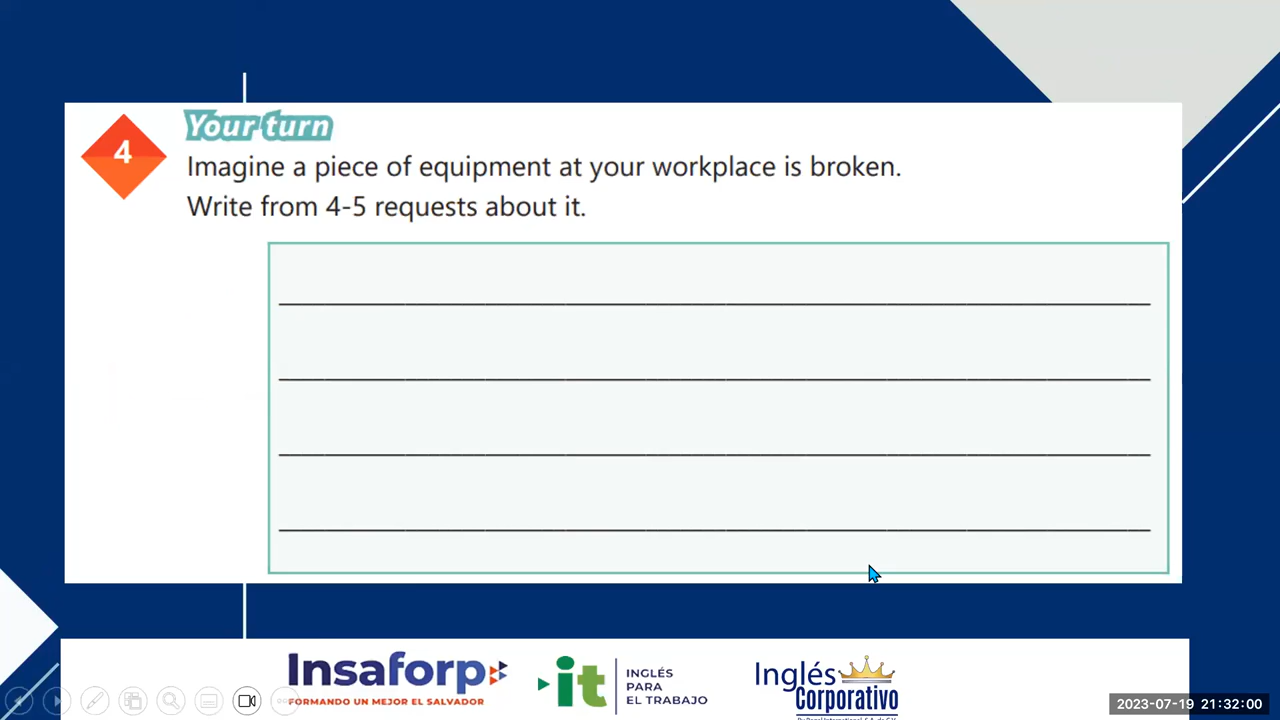 4
Your turn
Imagine a piece of equipment at your workplace is broken.
Write from 4-5 requests about it.
Insaforp
FORMANDO UN MEJOR EL SALVADOR
it
INGLÉS
PARA
EL TRABAJO
Inglés
Corporativo
2023-07-19 21:32:00